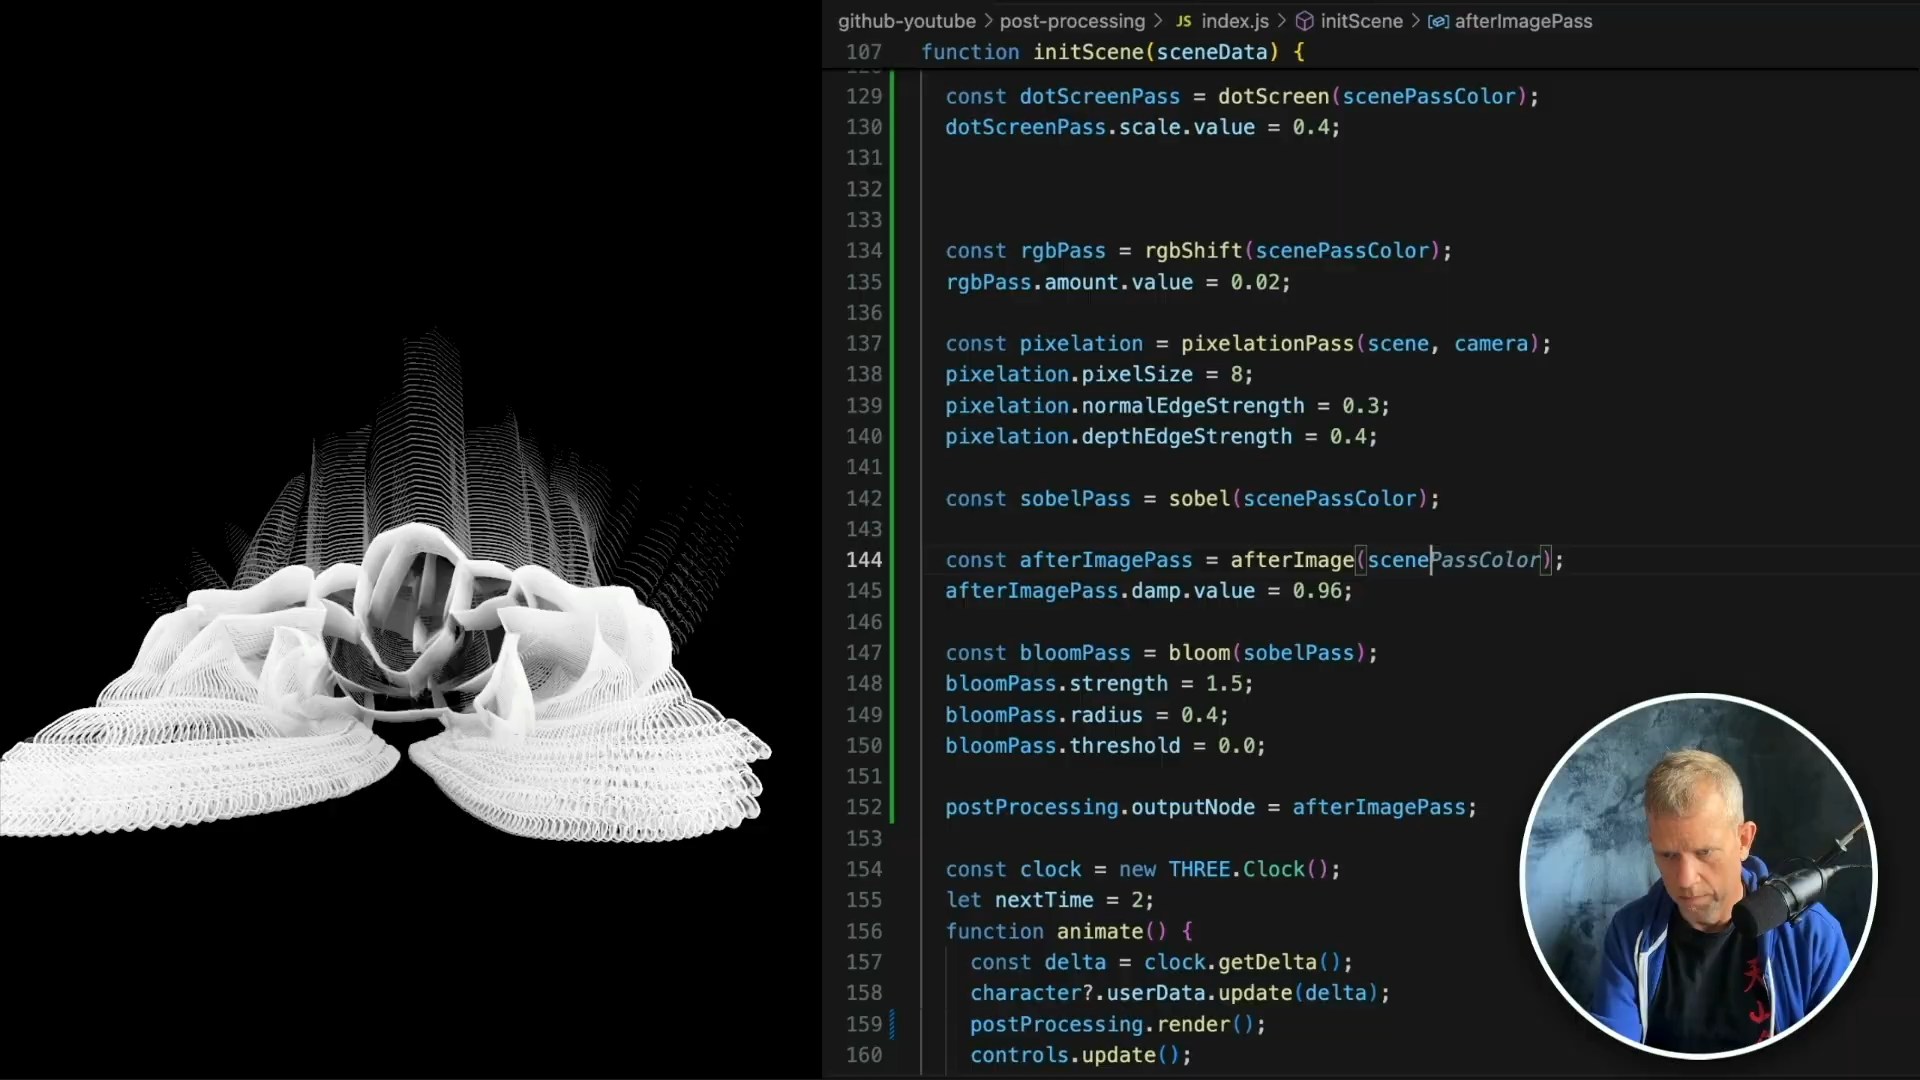 github-youtube > post-processing > JS index.js > initScene > afterImagePass
107 function initScene(sceneData) {
129 const dotScreenPass = dotScreen(scenePassColor);
130 dotScreenPass.scale.value = 0.4;
131
132
133
134 const rgbPass = rgbShift(scenePassColor);
135 rgbPass.amount.value = 0.02;
136
137 const pixelation = pixelationPass(scene, camera);
138 pixelation.pixelSize = 8;
139 pixelation.normalEdgeStrength = 0.3;
140 pixelation.depthEdgeStrength = 0.4;
141
142 const sobelPass = sobel(scenePassColor);
143
144 const afterImagePass = afterImage(scenePassColor);
145 afterImagePass.damp.value = 0.96;
146
147 const bloomPass = bloom(sobelPass);
148 bloomPass.strength = 1.5;
149 bloomPass.radius = 0.4;
150 bloomPass.threshold = 0.0;
151
152 postProcessing.outputNode = afterImagePass;
153
154 const clock = new THREE.Clock();
155 let nextTime = 2;
156 function animate() {
157 const delta = clock.getDelta();
158 character?.userData.update(delta);
159 postProcessing.render();
160 controls.update();
天
山